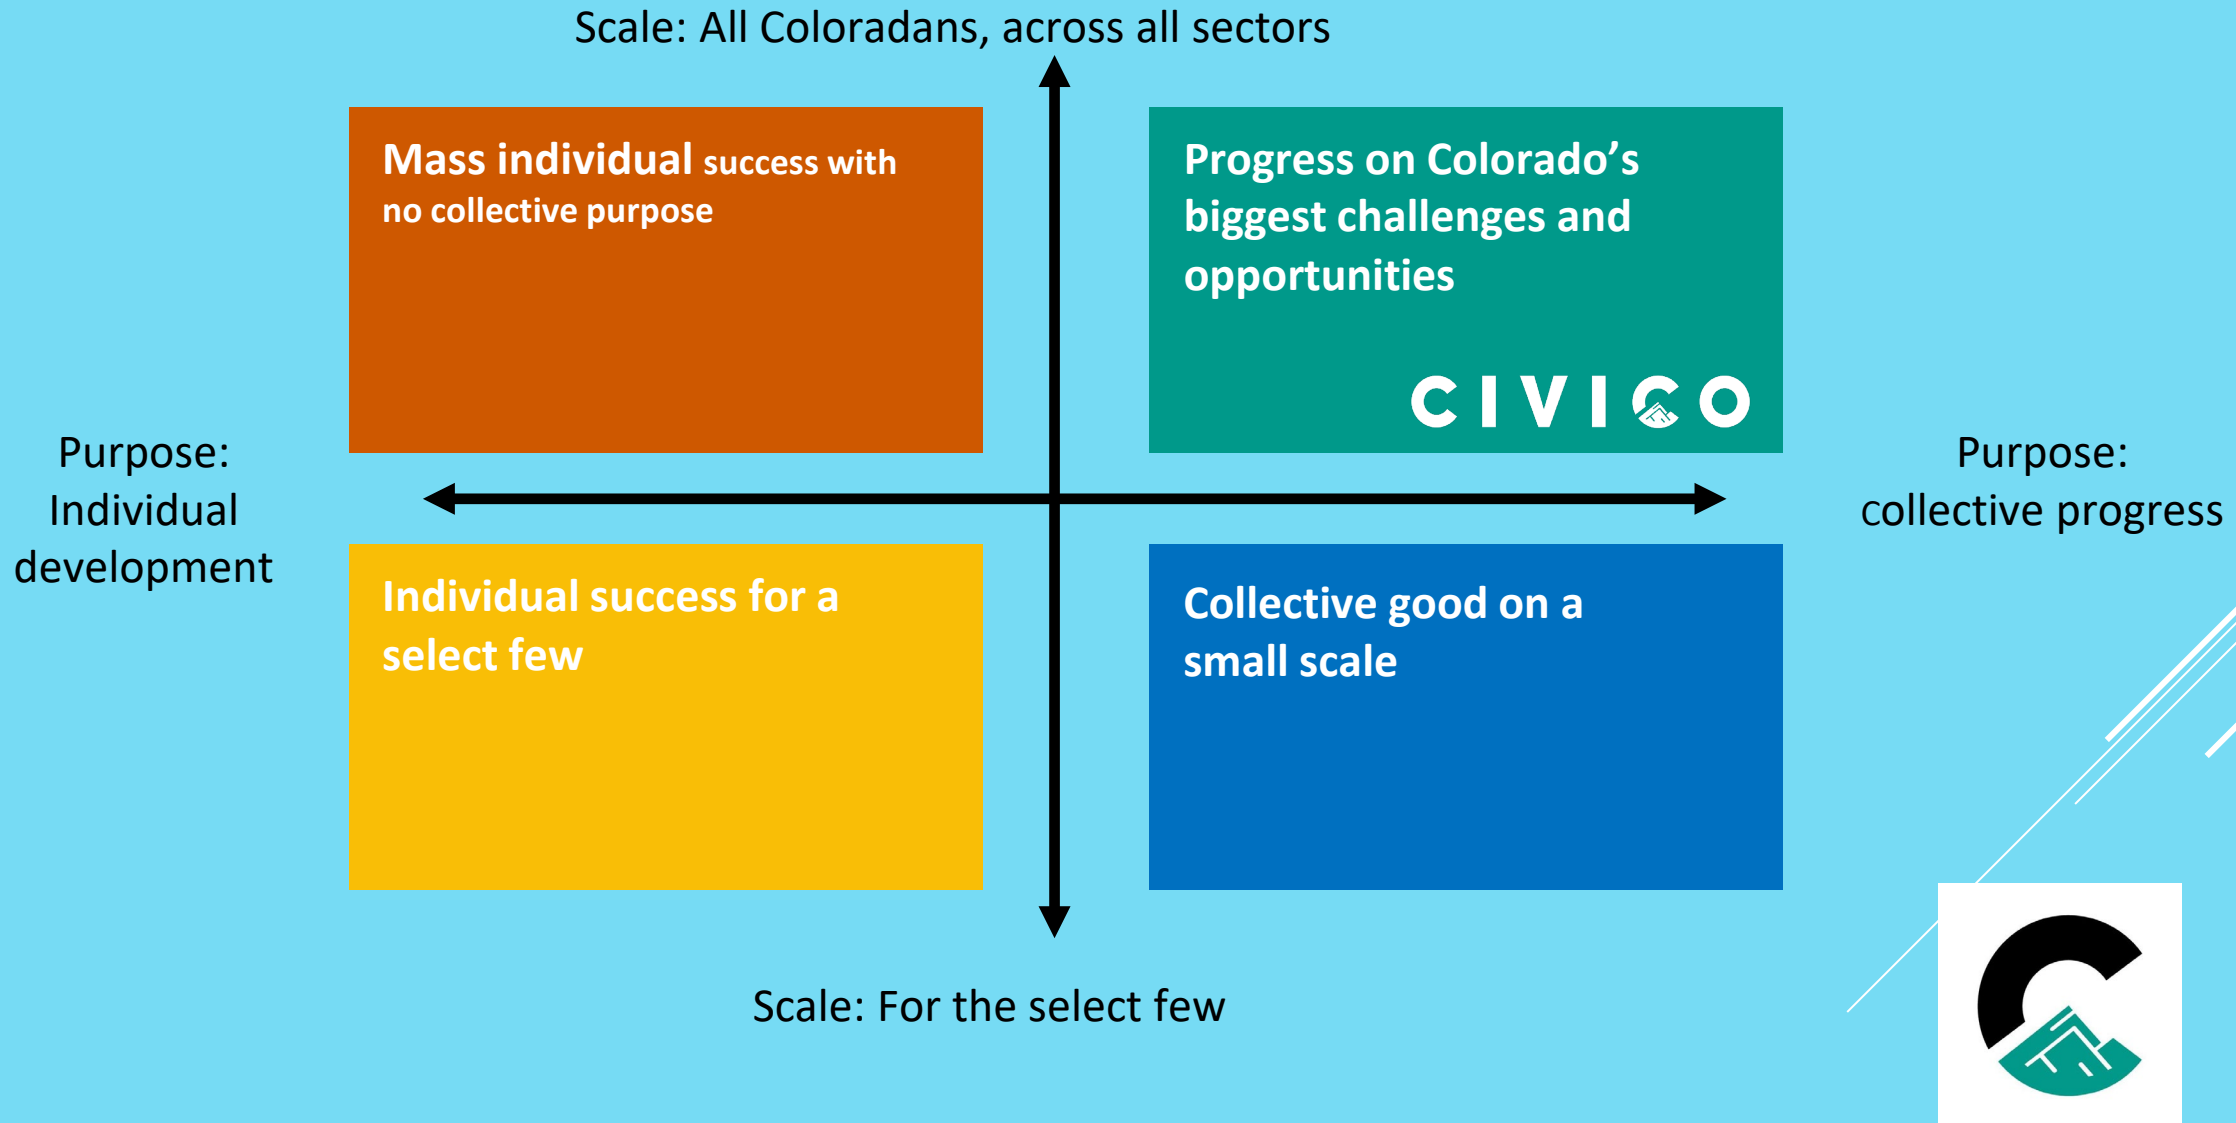 Scale: All Coloradans, across all sectors
Mass individual success with
no collective purpose
Progress on Colorado’s
biggest challenges and
opportunities
CIVICO
Purpose:
Individual
development
Purpose:
collective progress
Individual success for a
select few
Collective good on a
small scale
Scale: For the select few
C